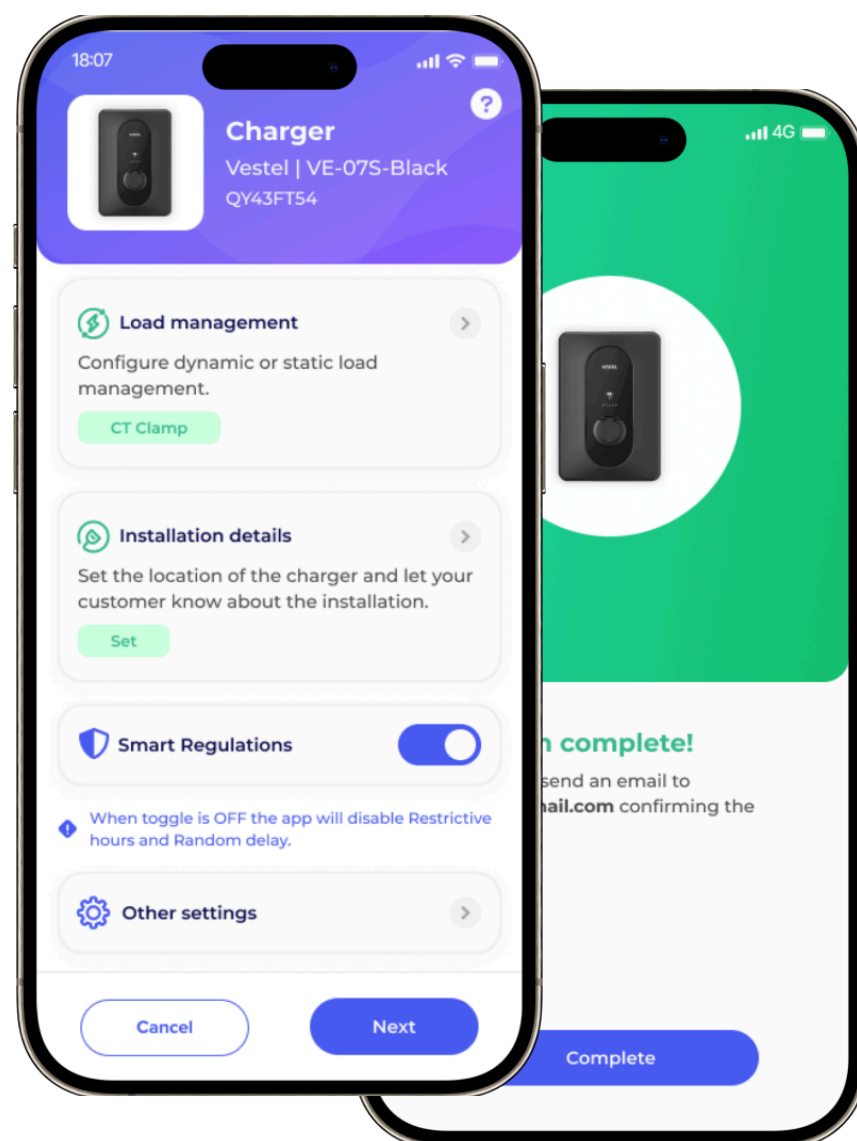 18:07
?
Charger
Vestel | VE-07S-Black
QY43FT54
Load management
Configure dynamic or static load
management.
CT Clamp
Installation details
Set the location of the charger and let your
customer know about the installation.
Set
Smart Regulations
When toggle is OFF the app will disable Restrictive
hours and Random delay.
Other settings
Cancel
Next
4G
VESTEL
complete!
send an email to
ail.com confirming the
Complete